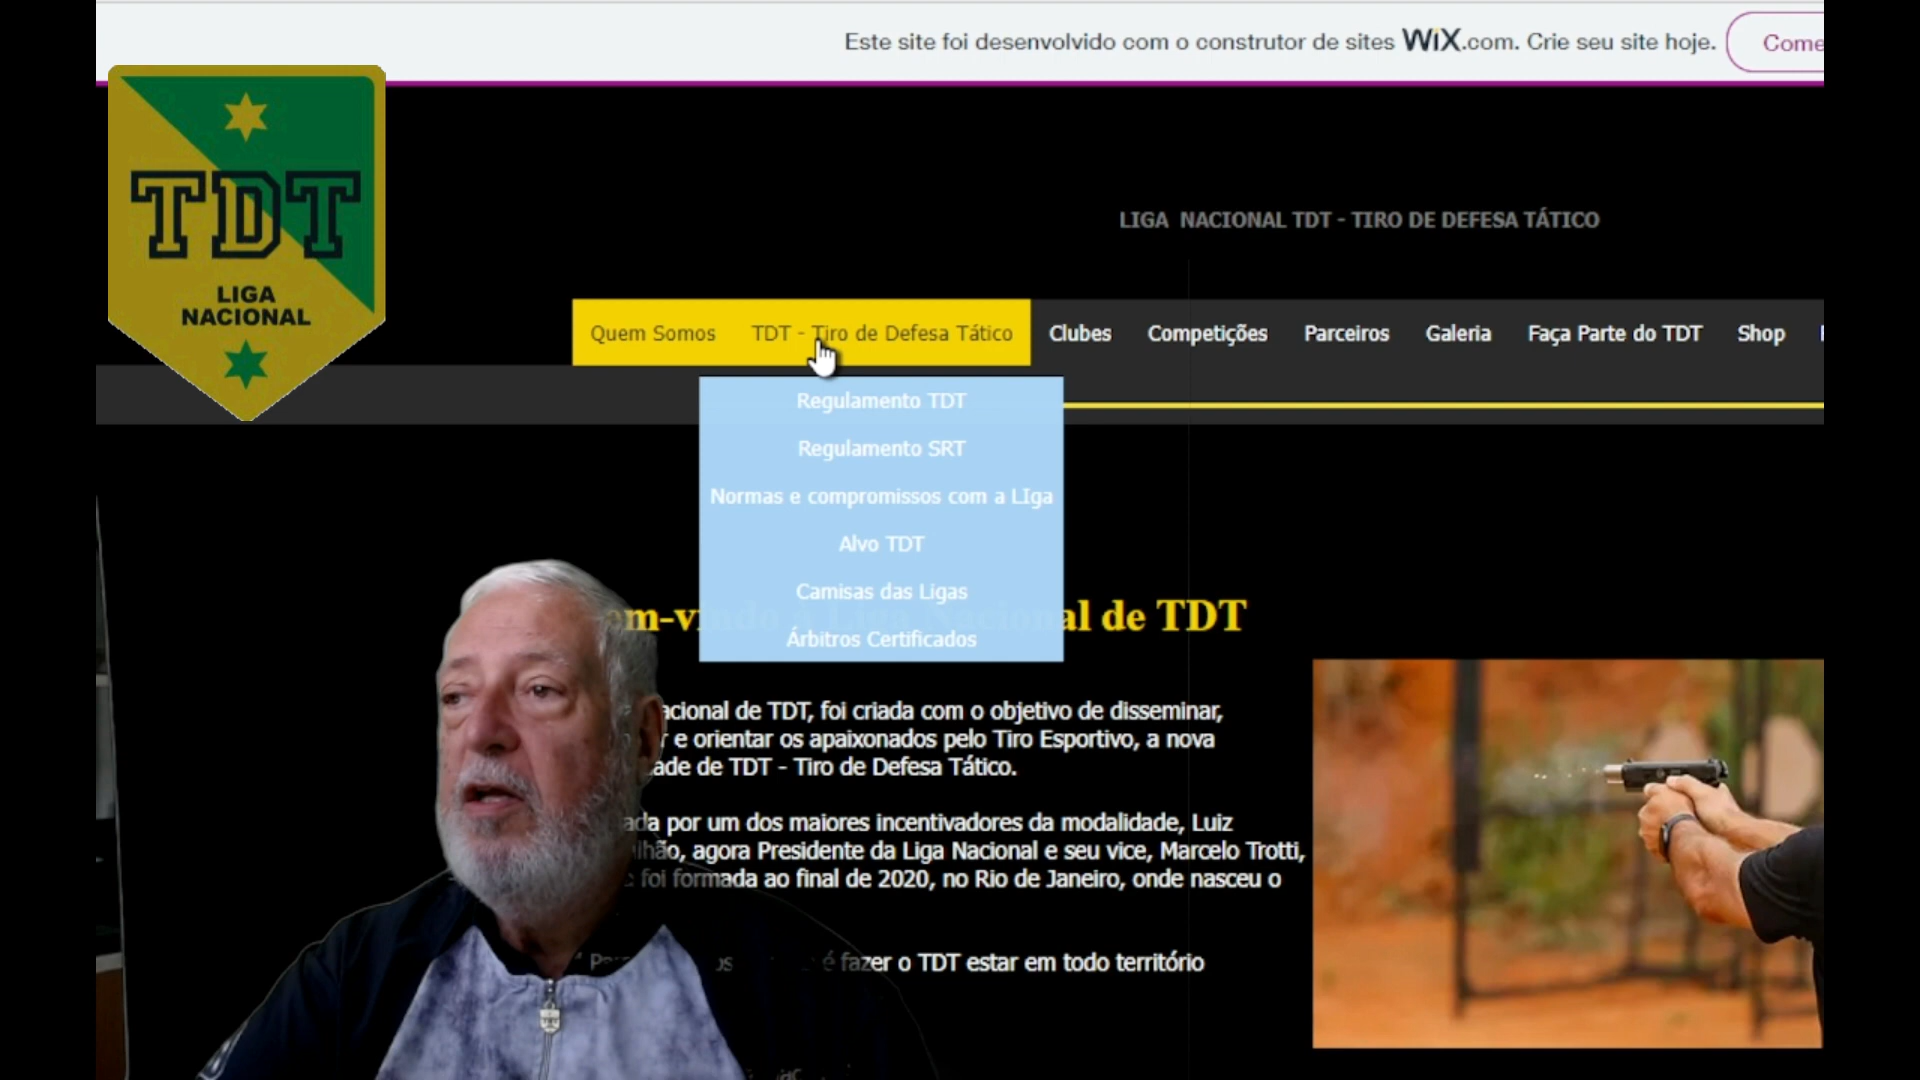 Este site foi desenvolvido com o construtor de sites WiX.com. Crie seu site hoje.
TDT
LIGA
NACIONAL
LIGA NACIONAL TDT - TIRO DE DEFESA TÁTICO
Quem Somos TDT - Tiro de Defesa Tático Clubes Competições Parceiros Galeria Faça Parte do TDT Shop
Regulamento TDT
Regulamento SRT
Normas e compromissos com a LIga
Alvo TDT
Camisas das Ligas
Árbitros Certificados
al de TDT
acional de TDT, foi criada com o objetivo de disseminar,
r e orientar os apaixonados pelo Tiro Esportivo, a nova
ade de TDT - Tiro de Defesa Tático.
ada por um dos maiores incentivadores da modalidade, Luiz
lhão, agora Presidente da Liga Nacional e seu vice, Marcelo Trotti,
foi formada ao final de 2020, no Rio de Janeiro, onde nasceu o
é fazer o TDT estar em todo território